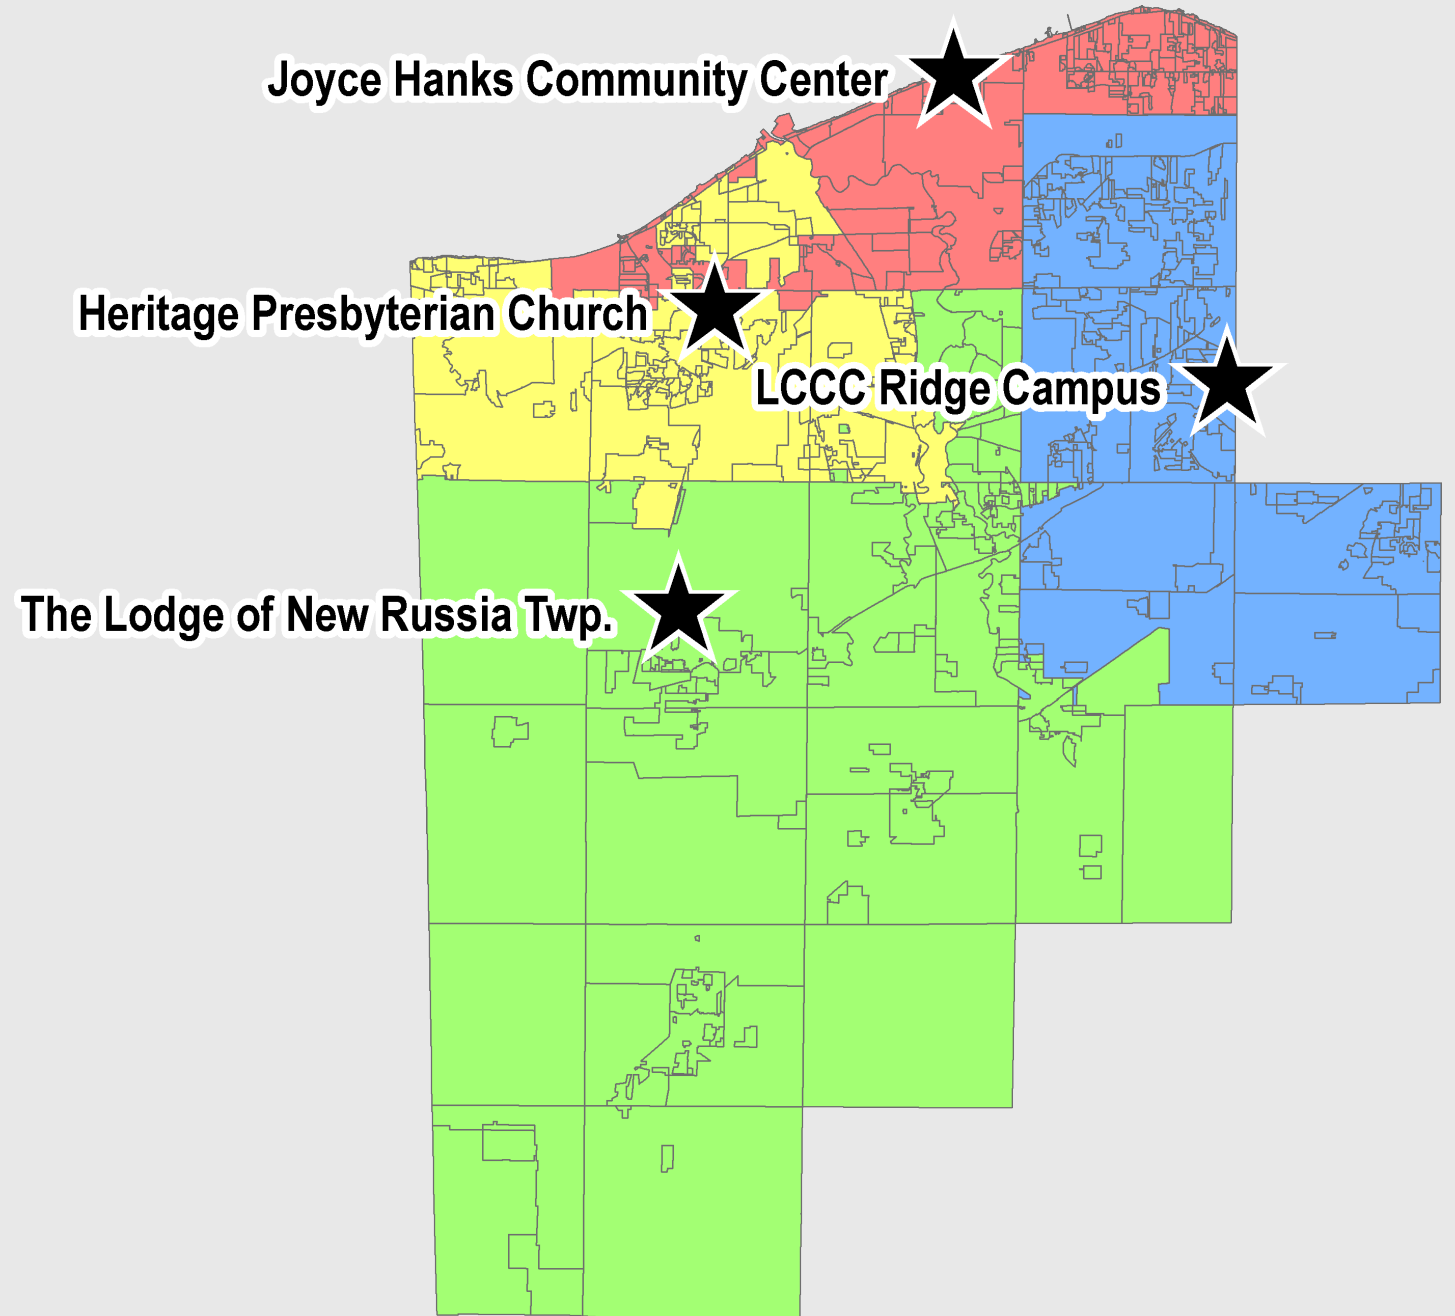 Joyce Hanks Community Center
Heritage Presbyterian Church
LCCC Ridge Campus
The Lodge of New Russia Twp.